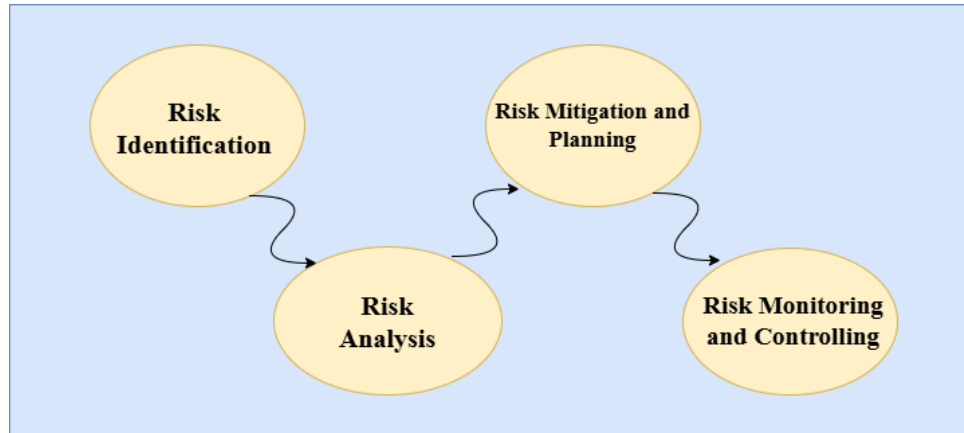 Risk
Identification
Risk Analysis
Risk Mitigation and
Planning
Risk Monitoring
and Controlling